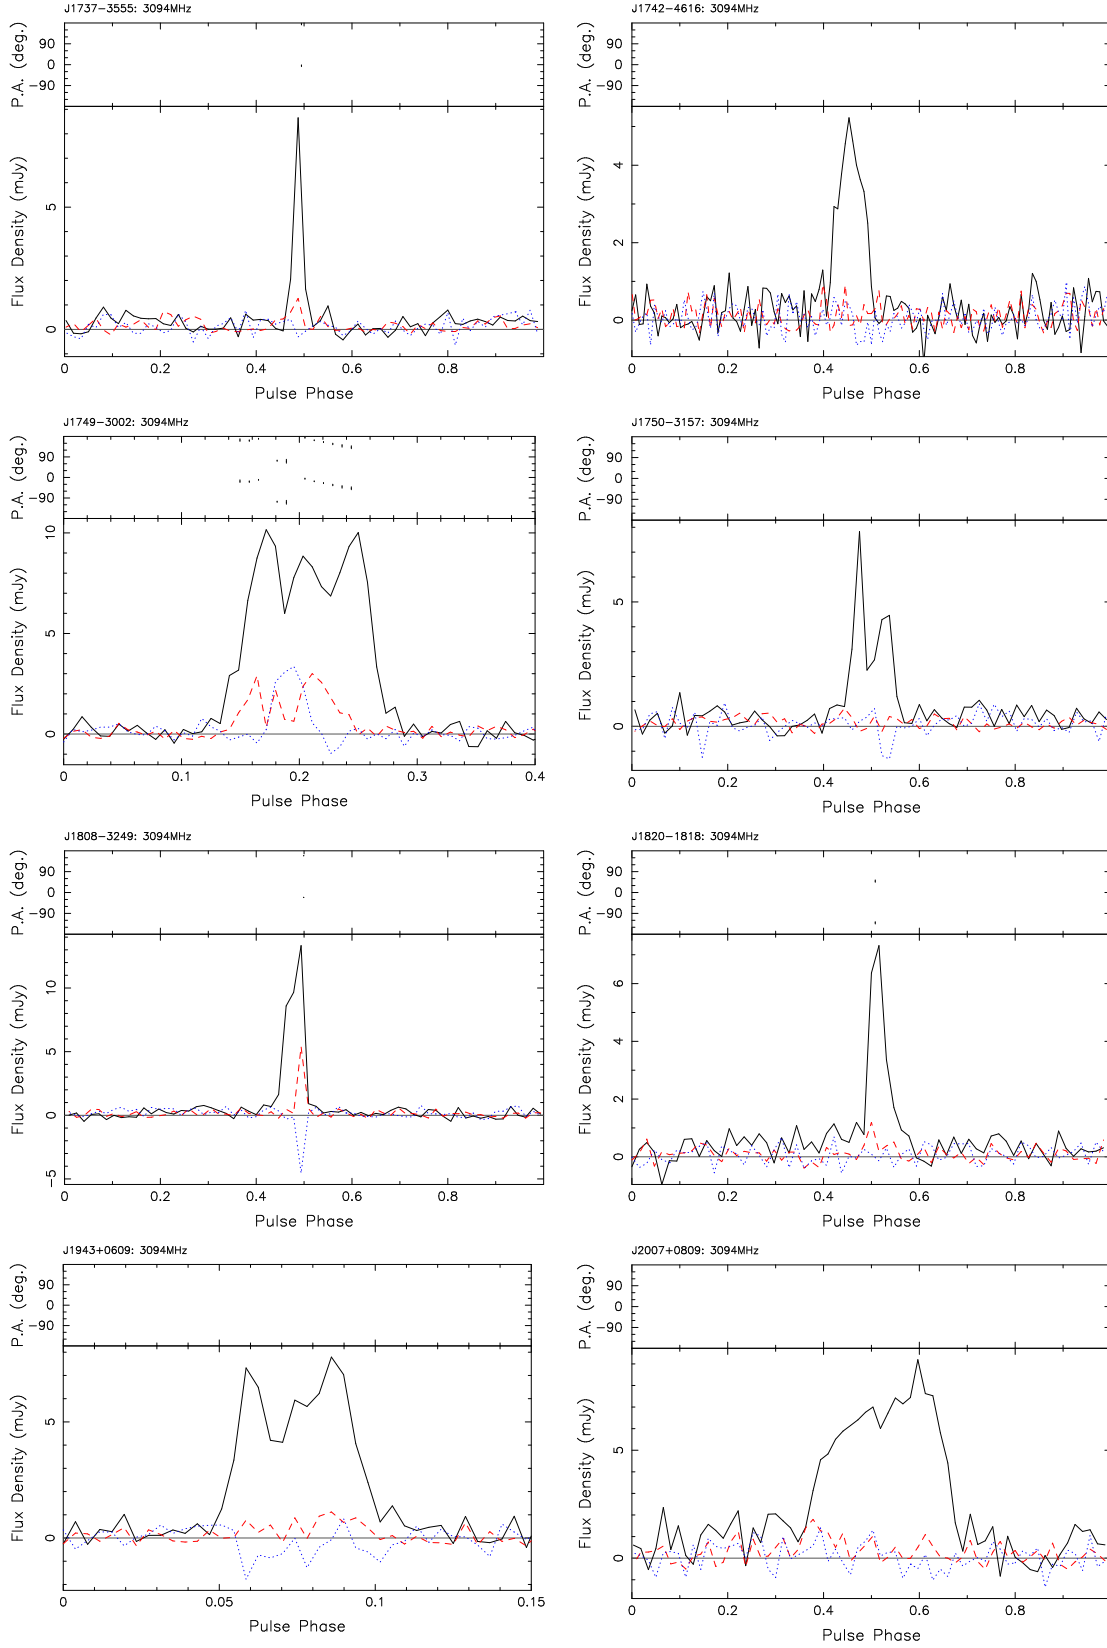 J1737−3555: 3094MHz
P.A. (deg.)
90
0
−90
Flux Density (mJy)
5
0
0 0.2 0.4 0.6 0.8
Pulse Phase
J1742−4616: 3094MHz
P.A. (deg.)
90
0
−90
Flux Density (mJy)
4
2
0
0 0.2 0.4 0.6 0.8
Pulse Phase
J1749−3002: 3094MHz
P.A. (deg.)
90
0
−90
Flux Density (mJy)
10
5
0
0 0.1 0.2 0.3 0.4
Pulse Phase
J1750−3157: 3094MHz
P.A. (deg.)
90
0
−90
Flux Density (mJy)
5
0
0 0.2 0.4 0.6 0.8
Pulse Phase
J1808−3249: 3094MHz
P.A. (deg.)
90
0
−90
Flux Density (mJy)
10
5
0
−5
0 0.2 0.4 0.6 0.8
Pulse Phase
J1820−1818: 3094MHz
P.A. (deg.)
90
0
−90
Flux Density (mJy)
6
4
2
0
0 0.2 0.4 0.6 0.8
Pulse Phase
J1943+0609: 3094MHz
P.A. (deg.)
90
0
−90
Flux Density (mJy)
5
0
0 0.05 0.1 0.15
Pulse Phase
J2007+0809: 3094MHz
P.A. (deg.)
90
0
−90
Flux Density (mJy)
5
0
0 0.2 0.4 0.6 0.8
Pulse Phase